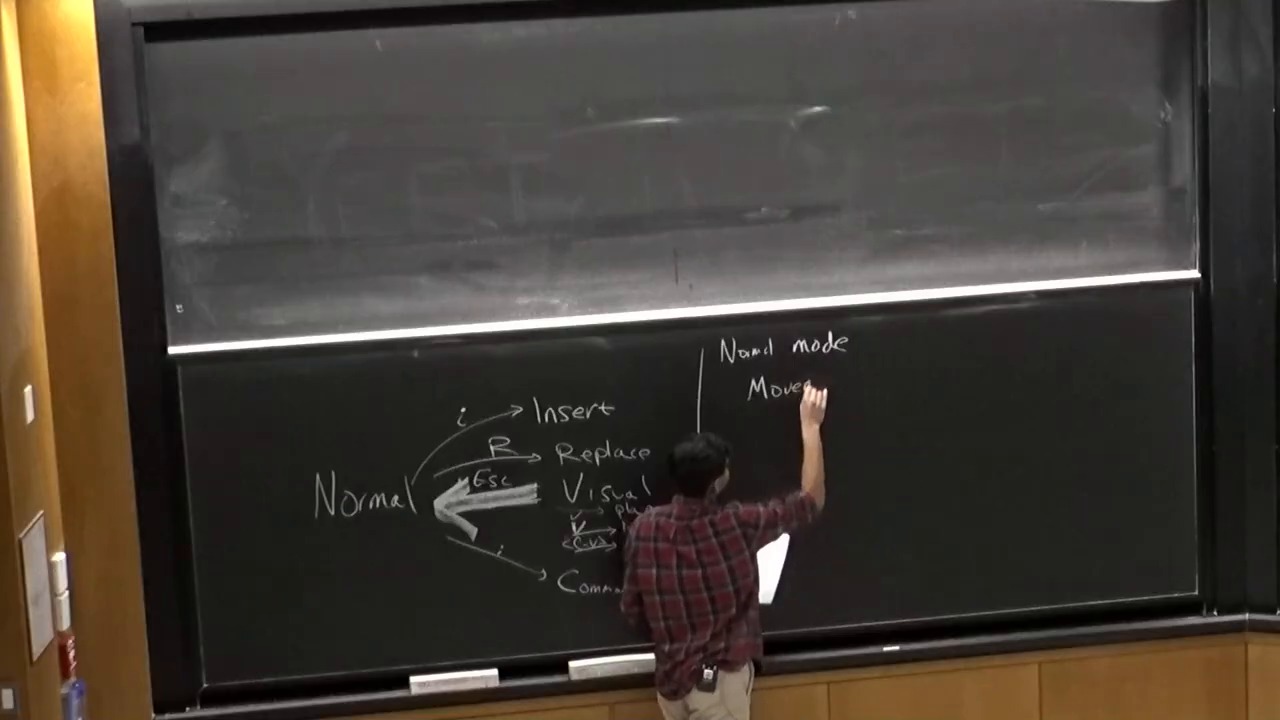 Normal mode
Move
i
Insert
R
Replace
Esc
Normal
Visual
v
V
<C-v>
Comm